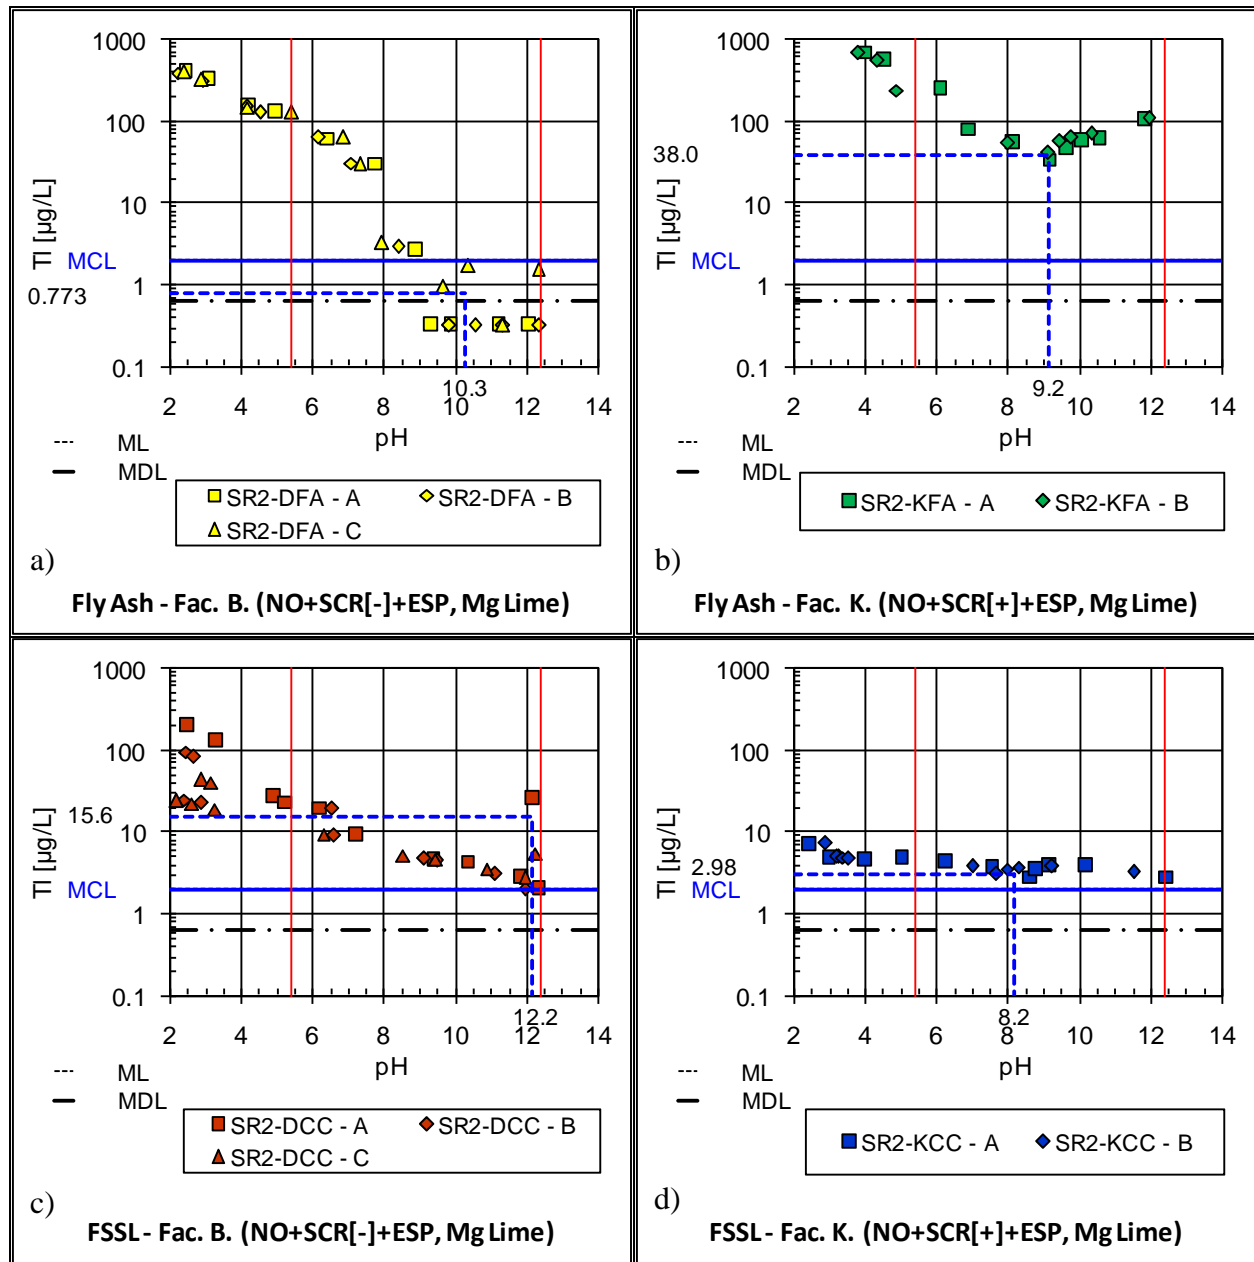 1000
100
10
1
0.1
Tl [µg/L]
MCL
0.773
10.3
2 4 6 8 10 12 14
pH
--- ML
— MDL
SR2-DFA - A SR2-DFA - B
SR2-DFA - C
a)
Fly Ash - Fac. B. (NO+SCR[-]+ESP, Mg Lime)
1000
100
38.0
10
Tl [µg/L]
MCL
1
0.1
9.2
2 4 6 8 10 12 14
pH
--- ML
— MDL
SR2-KFA - A SR2-KFA - B
b)
Fly Ash - Fac. K. (NO+SCR[+]+ESP, Mg Lime)
1000
100
15.6
10
Tl [µg/L]
MCL
1
0.1
12.2
2 4 6 8 10 12 14
pH
--- ML
— MDL
SR2-DCC - A SR2-DCC - B
SR2-DCC - C
c)
FSSL - Fac. B. (NO+SCR[-]+ESP, Mg Lime)
1000
100
10
Tl [µg/L]
2.98
MCL
1
0.1
8.2
2 4 6 8 10 12 14
pH
--- ML
— MDL
SR2-KCC - A SR2-KCC - B
d)
FSSL - Fac. K. (NO+SCR[+]+ESP, Mg Lime)